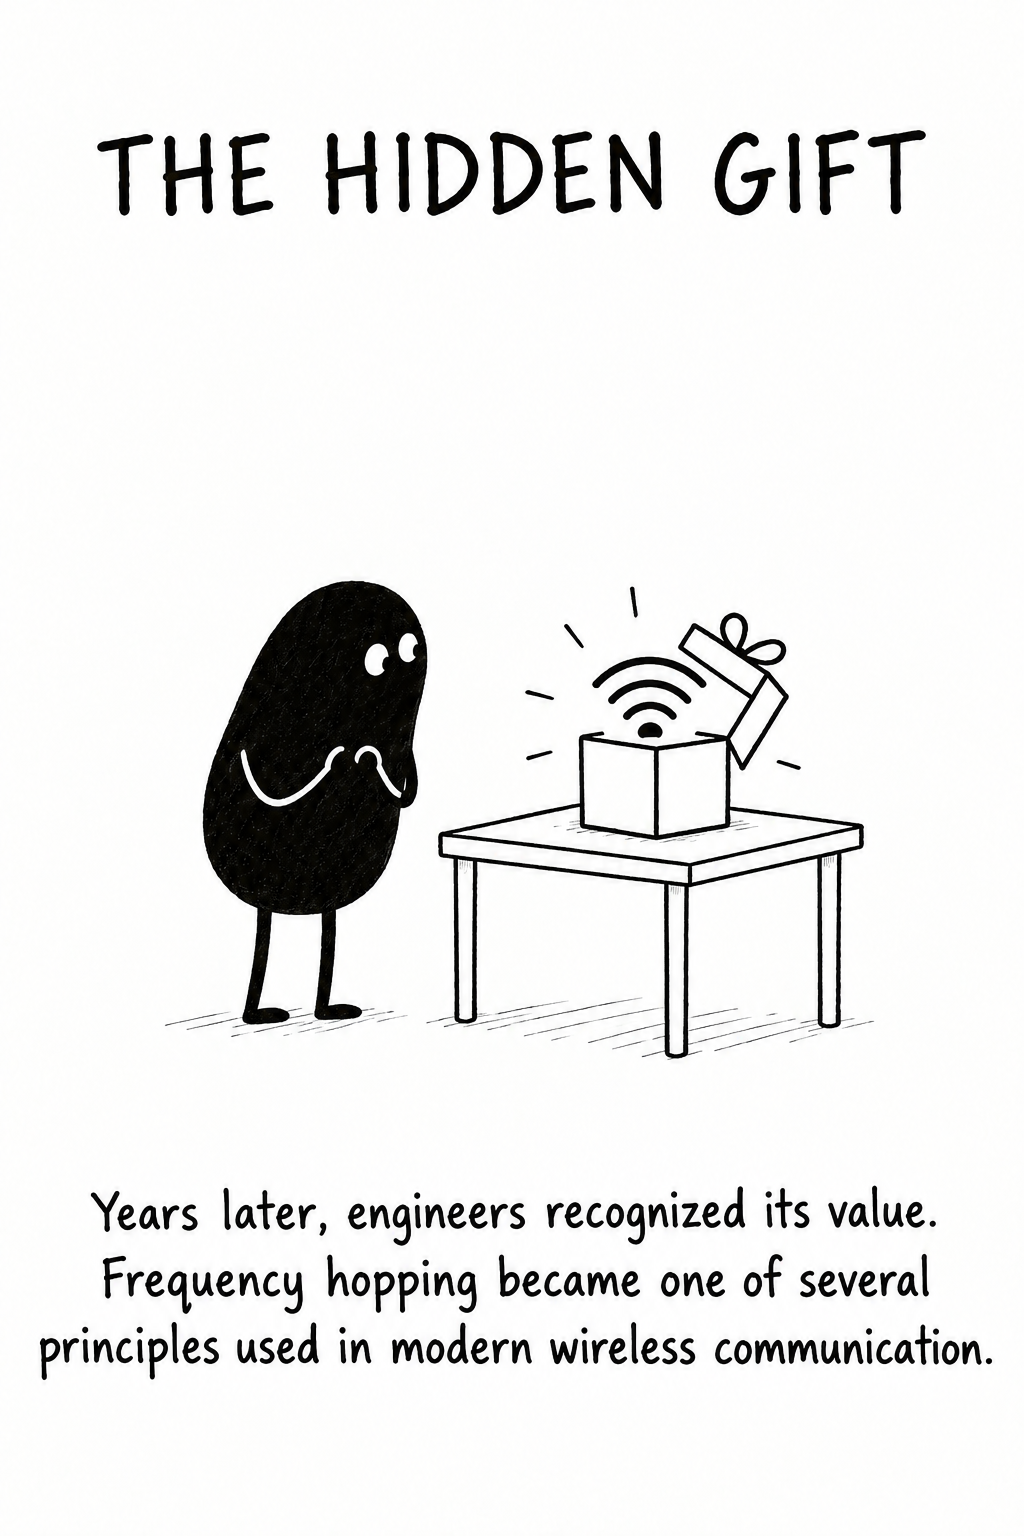 THE HIDDEN GIFT
Years later, engineers recognized its value.
Frequency hopping became one of several
principles used in modern wireless communication.